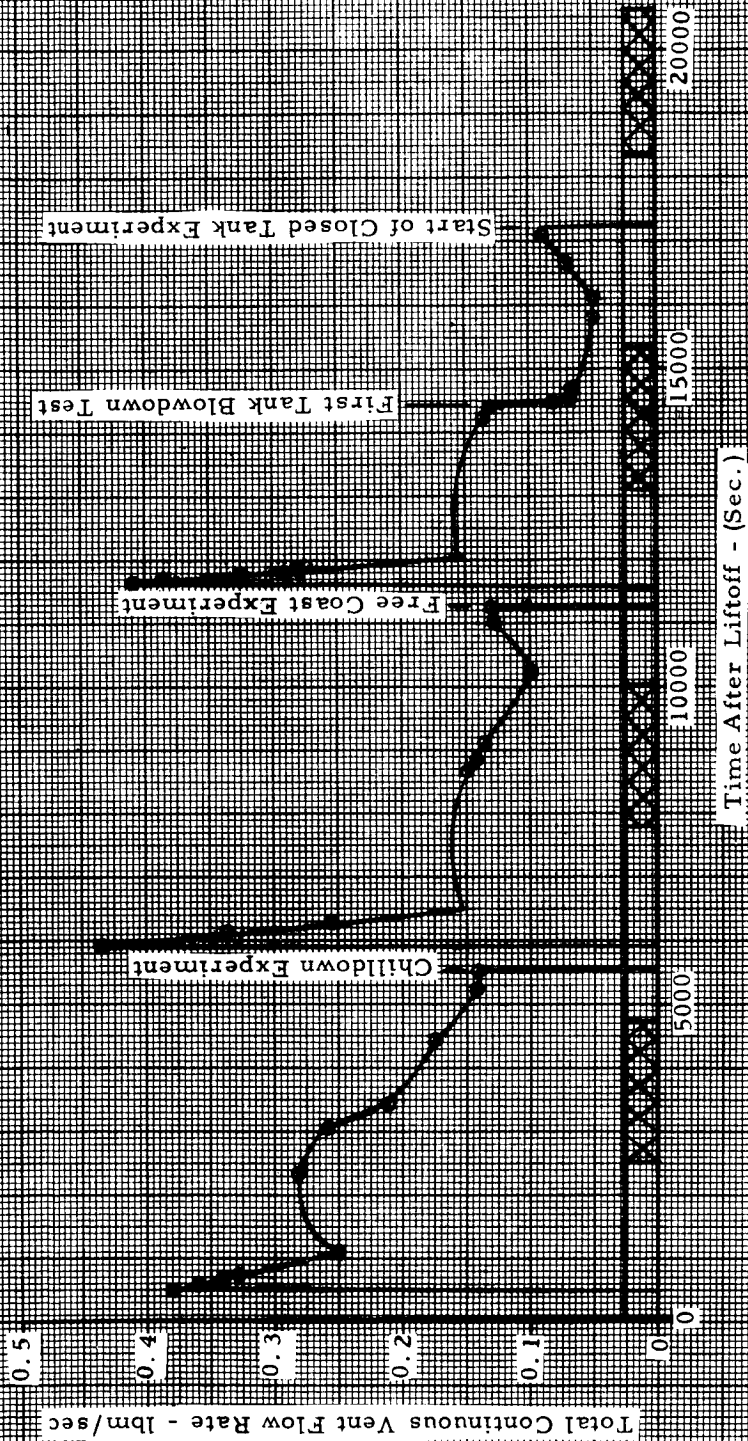 Total Continuous Vent Flow Rate - lbm/sec
0.5
0.4
0.3
0.2
0.1
0
Chilldown Experiment
Free Coast Experiment
First Tank Blowdown Test
Start of Closed Tank Experiment
0
5000
10000
15000
20000
Time After Liftoff - (Sec.)